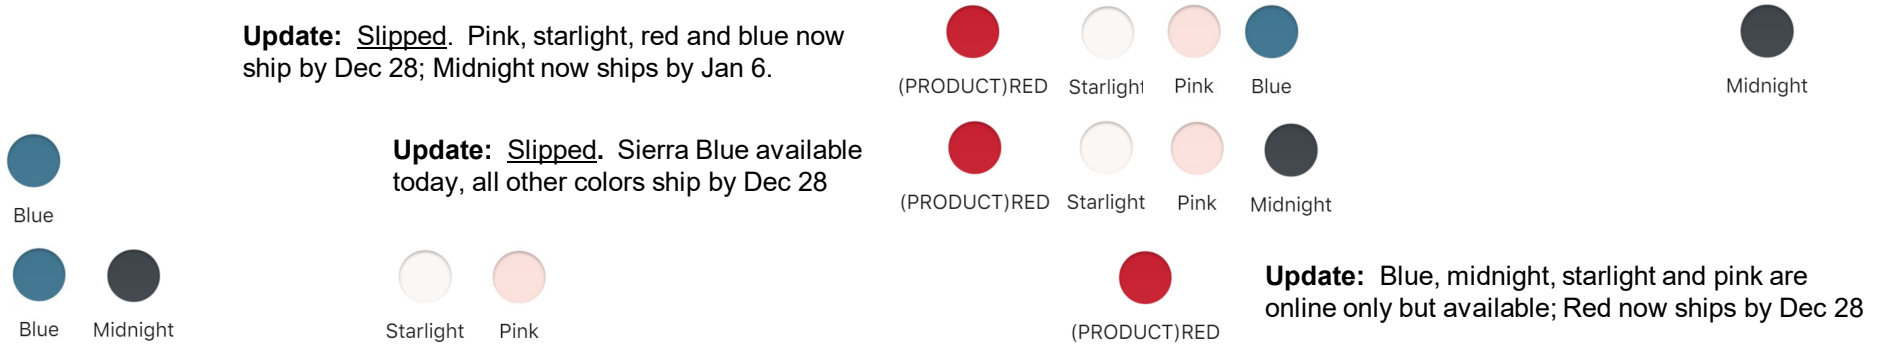 Update: Slipped. Pink, starlight, red and blue now
ship by Dec 28; Midnight now ships by Jan 6.
(PRODUCT)RED Starlight Pink Blue
Midnight
Blue
Update: Slipped. Sierra Blue available
today, all other colors ship by Dec 28
(PRODUCT)RED Starlight Pink Midnight
Blue Midnight
Starlight Pink
(PRODUCT)RED
Update: Blue, midnight, starlight and pink are
online only but available; Red now ships by Dec 28